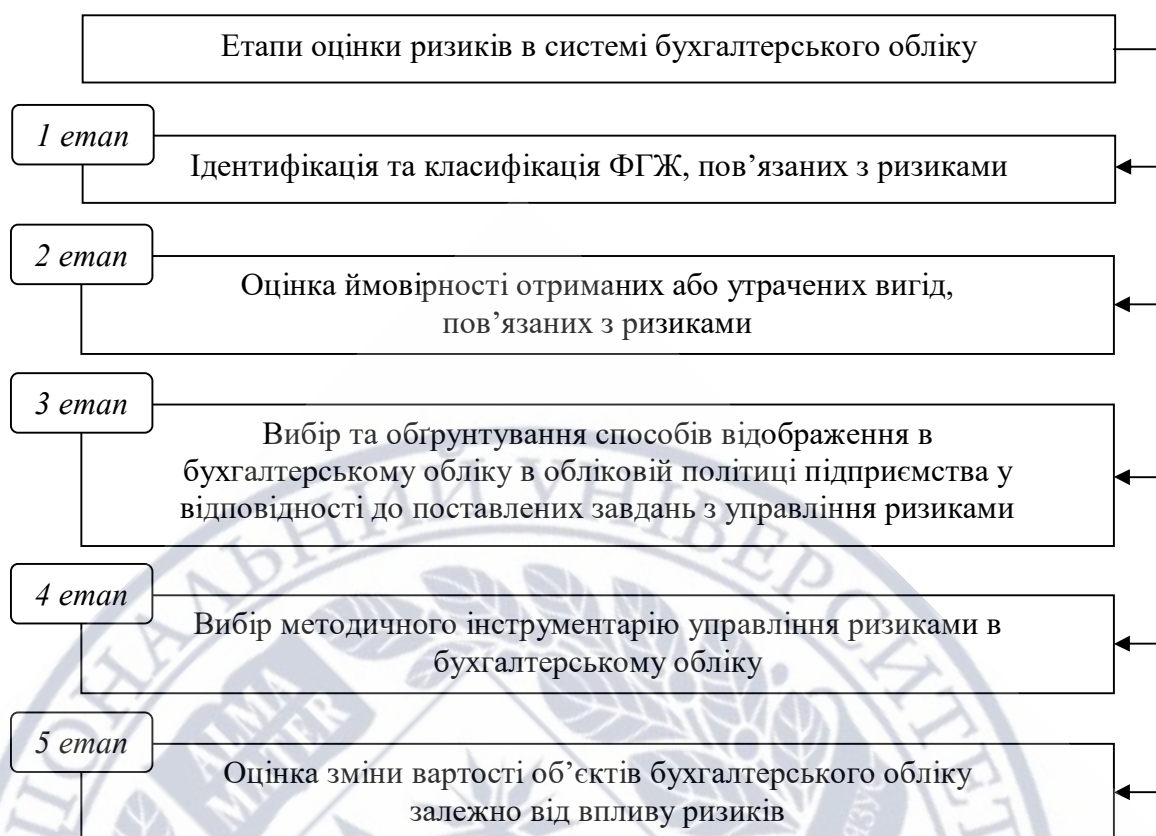 Етапи оцінки ризиків в системі бухгалтерського обліку
1 етап
Ідентифікація та класифікація ФГЖ, пов’язаних з ризиками
2 етап
Оцінка ймовірності отриманих або утрачених вигід,
пов’язаних з ризиками
3 етап
Вибір та обґрунтування способів відображення в
бухгалтерському обліку в обліковій політиці підприємства у
відповідності до поставлених завдань з управління ризиками
4 етап
Вибір методичного інструментарію управління ризиками в
бухгалтерському обліку
5 етап
Оцінка зміни вартості об’єктів бухгалтерського обліку
залежно від впливу ризиків
ALMA
MATER